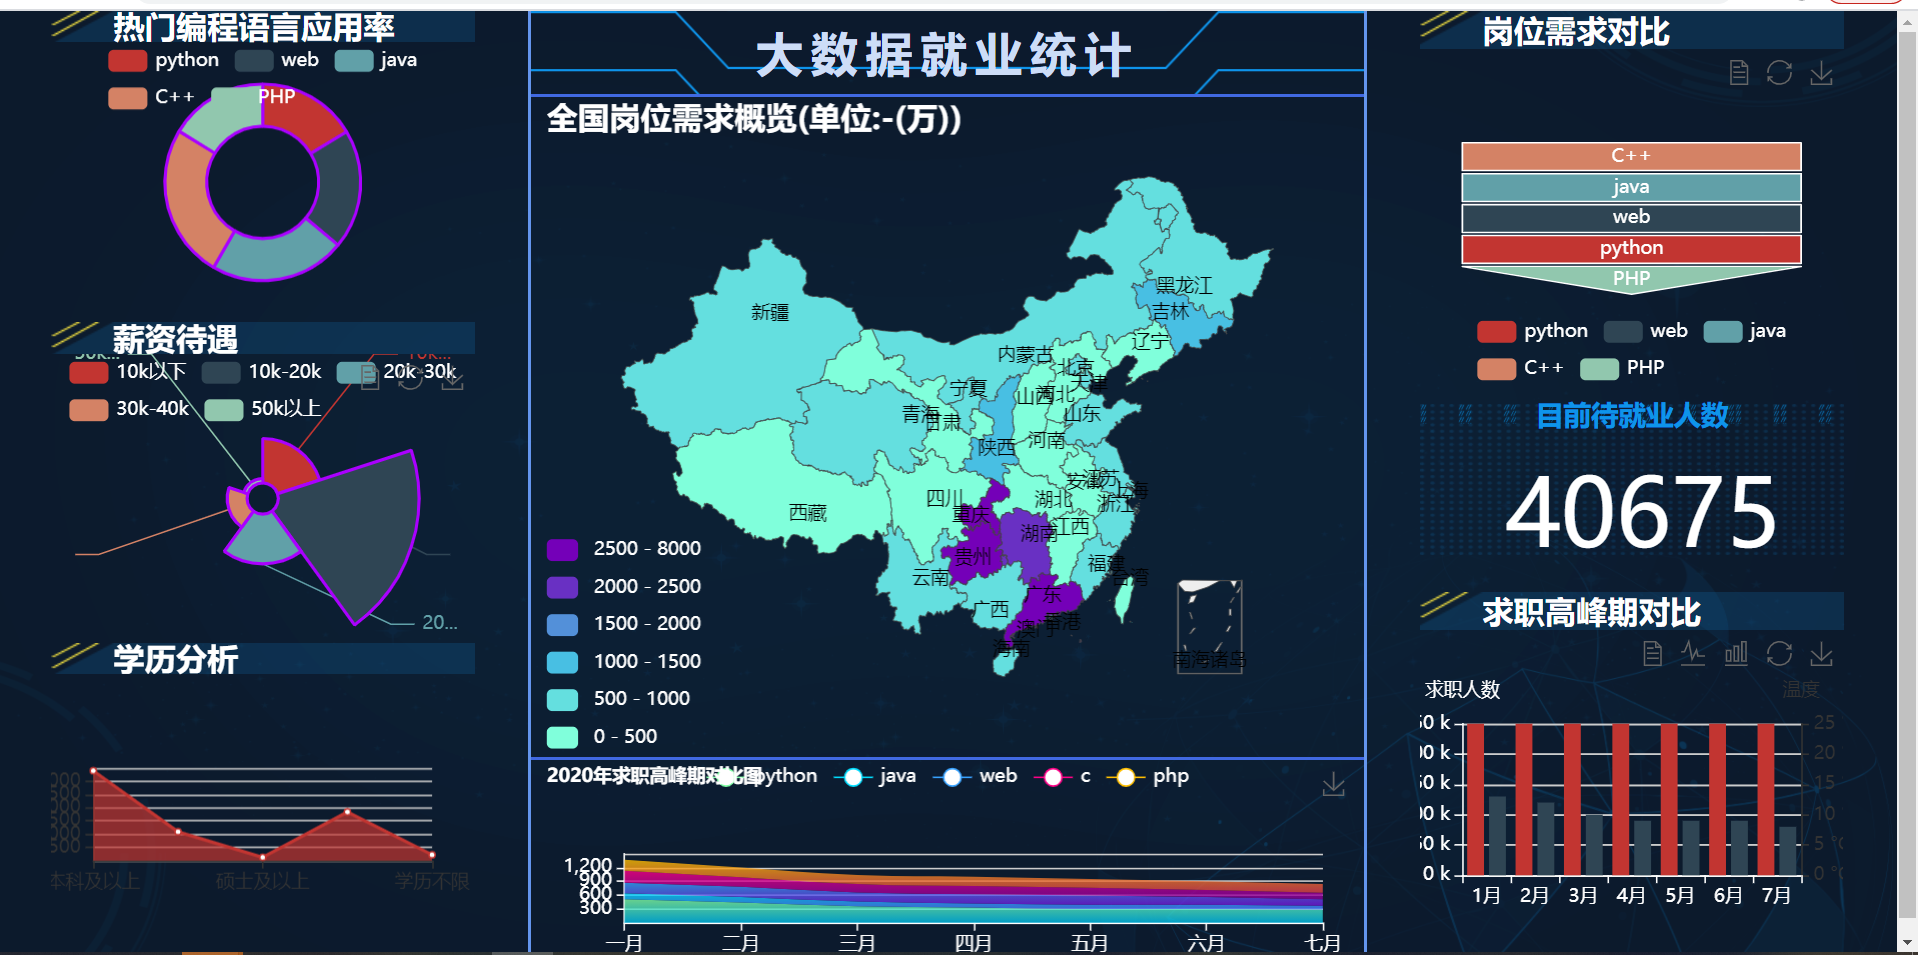 热门编程语言应用率
python web java
C++ PHP
薪资待遇
10k以下 10k-20k 20k-30k
30k-40k 50k以上
20...
学历分析
本科及以上 硕士及以上 学历不限
大数据就业统计
全国岗位需求概览(单位:-(万))
黑龙江
吉林
新疆
辽宁
内蒙古
北京
天津
宁夏
山西
河北
青海
甘肃
山东
河南
陕西
安徽
江苏
上海
四川
湖北
浙江
西藏
重庆
湖南
江西
贵州
福建
云南
台湾
广东
广西
香港
澳门
海南
南海诸岛
2500 - 8000
2000 - 2500
1500 - 2000
1000 - 1500
500 - 1000
0 - 500
2020年求职高峰期对比图 python java web c php
1,200
900
600
300
一月 二月 三月 四月 五月 六月 七月
岗位需求对比
C++
java
web
python
PHP
python web java
C++ PHP
目前待就业人数
40675
求职高峰期对比
求职人数 温度
50 k 25
00 k 20
50 k 15
00 k 10
50 k 5 °C
0 k 0 °C
1月 2月 3月 4月 5月 6月 7月